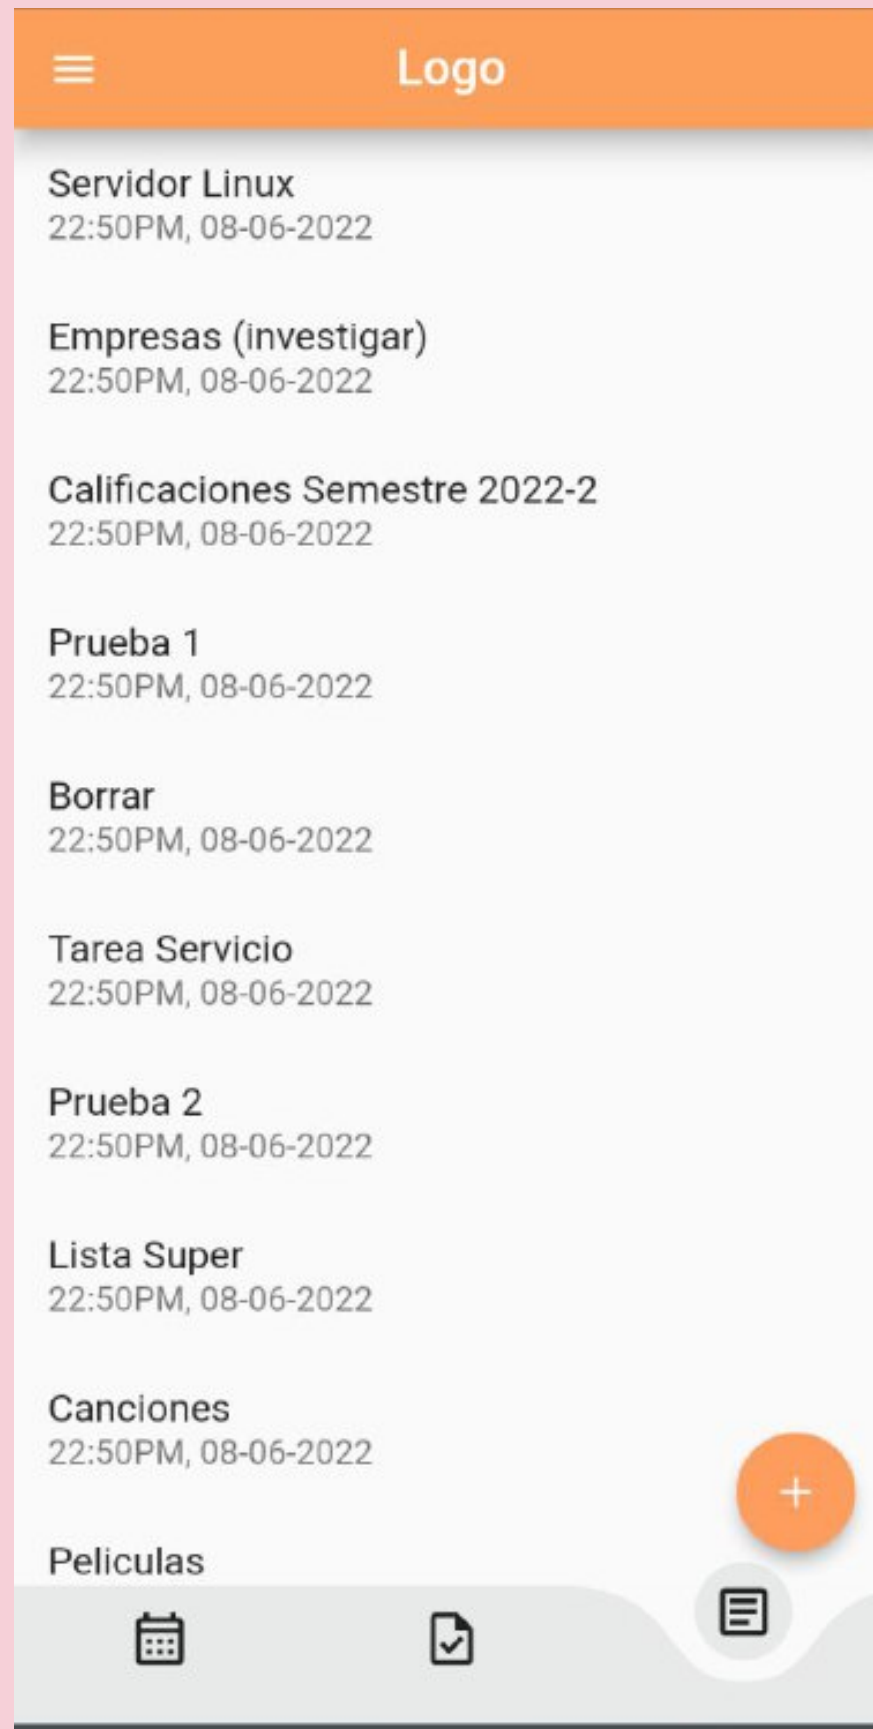 Logo
Servidor Linux
22:50PM, 08-06-2022
Empresas (investigar)
22:50PM, 08-06-2022
Calificaciones Semestre 2022-2
22:50PM, 08-06-2022
Prueba 1
22:50PM, 08-06-2022
Borrar
22:50PM, 08-06-2022
Tarea Servicio
22:50PM, 08-06-2022
Prueba 2
22:50PM, 08-06-2022
Lista Super
22:50PM, 08-06-2022
Canciones
22:50PM, 08-06-2022
Peliculas